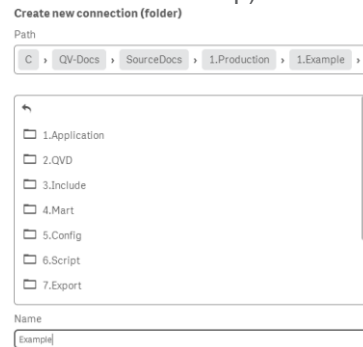 Create new connection (folder)
Path
C › QV-Docs › SourceDocs › 1.Production › 1.Example ›
1.Application
2.QVD
3.Include
4.Mart
5.Config
6.Script
7.Export
Name
Example